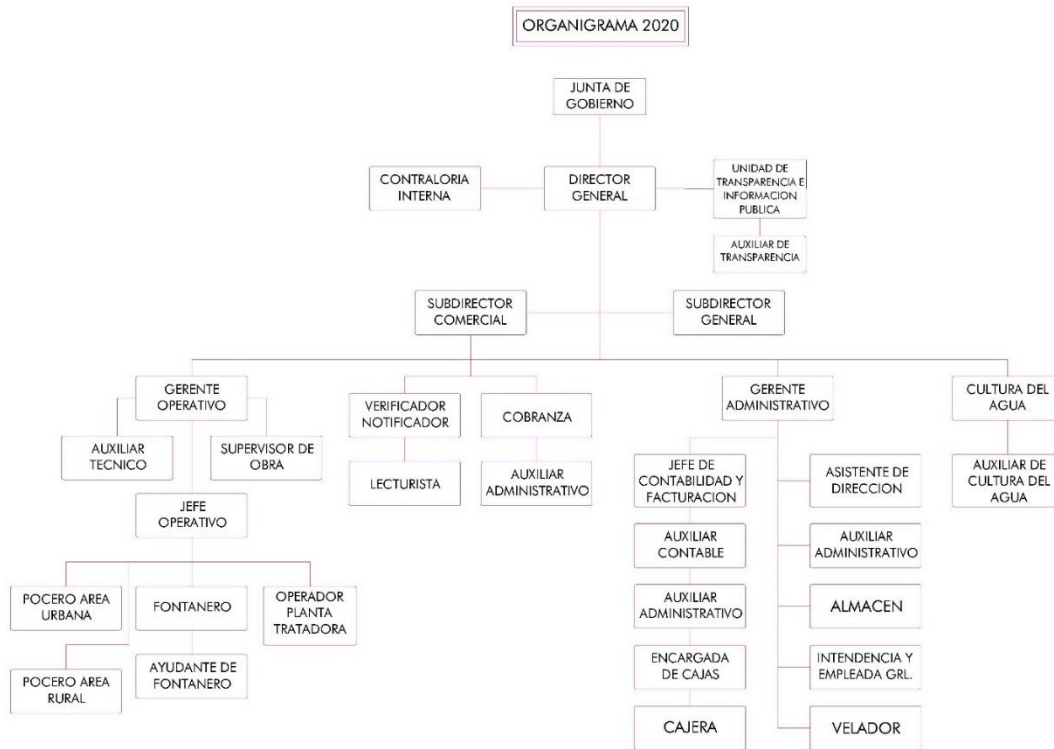 ORGANIGRAMA 2020
JUNTA DE
GOBIERNO
CONTRALORIA
INTERNA
DIRECTOR
GENERAL
UNIDAD DE
TRANSPARENCIA E
INFORMACION
PUBLICA
AUXILIAR DE
TRANSPARENCIA
SUBDIRECTOR
COMERCIAL
SUBDIRECTOR
GENERAL
GERENTE
OPERATIVO
AUXILIAR
TECNICO
SUPERVISOR DE
OBRA
JEFE
OPERATIVO
POCERO AREA
URBANA
FONTANERO
OPERADOR
PLANTA
TRATADORA
POCERO AREA
RURAL
AYUDANTE DE
FONTANERO
VERIFICADOR
NOTIFICADOR
COBRANZA
LECTURISTA
AUXILIAR
ADMINISTRATIVO
GERENTE
ADMINISTRATIVO
JEFE DE
CONTABILIDAD Y
FACTURACION
ASISTENTE DE
DIRECCION
AUXILIAR
CONTABLE
AUXILIAR
ADMINISTRATIVO
AUXILIAR
ADMINISTRATIVO
ALMACEN
ENCARGADA
DE CAJAS
INTENDENCIA Y
EMPLEADA GRL.
CAJERA
VELADOR
CULTURA DEL
AGUA
AUXILIAR DE
CULTURA DEL
AGUA